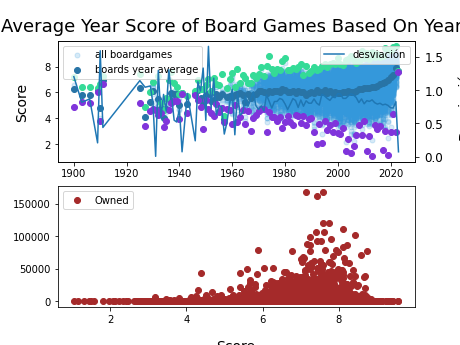 Average Year Score of Board Games Based On Year
all boardgames
boards year average
desviación
Score
8
6
4
2
1.5
1.0
0.5
0.0
1900 1920 1940 1960 1980 2000 2020
Owned
150000
100000
50000
0
2 4 6 8
Score